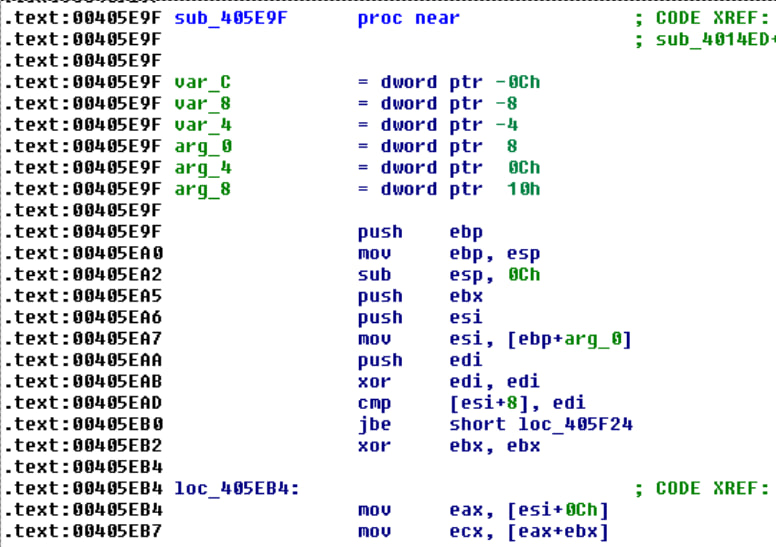 .text:00405E9F sub_405E9F proc near ; CODE XREF:
.text:00405E9F ; sub_4014ED+
.text:00405E9F
.text:00405E9F var_C = dword ptr -0Ch
.text:00405E9F var_8 = dword ptr -8
.text:00405E9F var_4 = dword ptr -4
.text:00405E9F arg_0 = dword ptr 8
.text:00405E9F arg_4 = dword ptr 0Ch
.text:00405E9F arg_8 = dword ptr 10h
.text:00405E9F
.text:00405E9F push ebp
.text:00405EA0 mov ebp, esp
.text:00405EA2 sub esp, 0Ch
.text:00405EA5 push ebx
.text:00405EA6 push esi
.text:00405EA7 mov esi, [ebp+arg_0]
.text:00405EAA push edi
.text:00405EAB xor edi, edi
.text:00405EAD cmp [esi+8], edi
.text:00405EB0 jbe short loc_405F24
.text:00405EB2 xor ebx, ebx
.text:00405EB4
.text:00405EB4 loc_405EB4: ; CODE XREF:
.text:00405EB4 mov eax, [esi+0Ch]
.text:00405EB7 mov ecx, [eax+ebx]